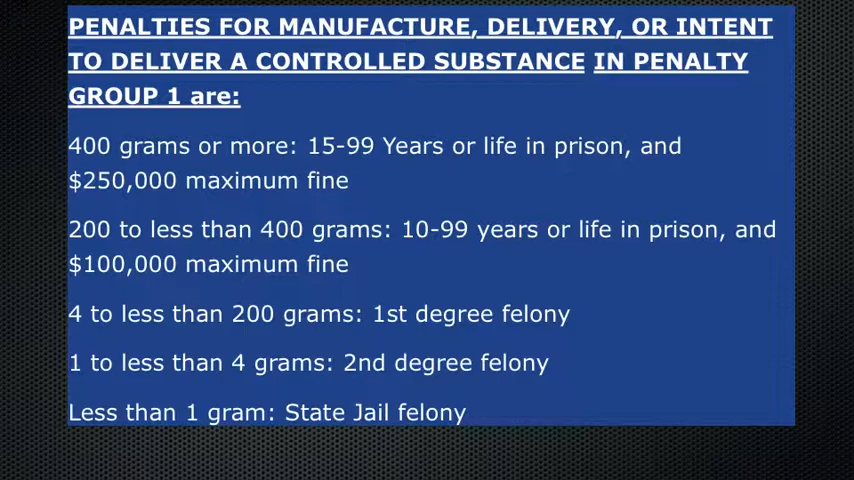 PENALTIES FOR MANUFACTURE, DELIVERY, OR INTENT
TO DELIVER A CONTROLLED SUBSTANCE IN PENALTY
GROUP 1 are:
400 grams or more: 15-99 Years or life in prison, and
$250,000 maximum fine
200 to less than 400 grams: 10-99 years or life in prison, and
$100,000 maximum fine
4 to less than 200 grams: 1st degree felony
1 to less than 4 grams: 2nd degree felony
Less than 1 gram: State Jail felony